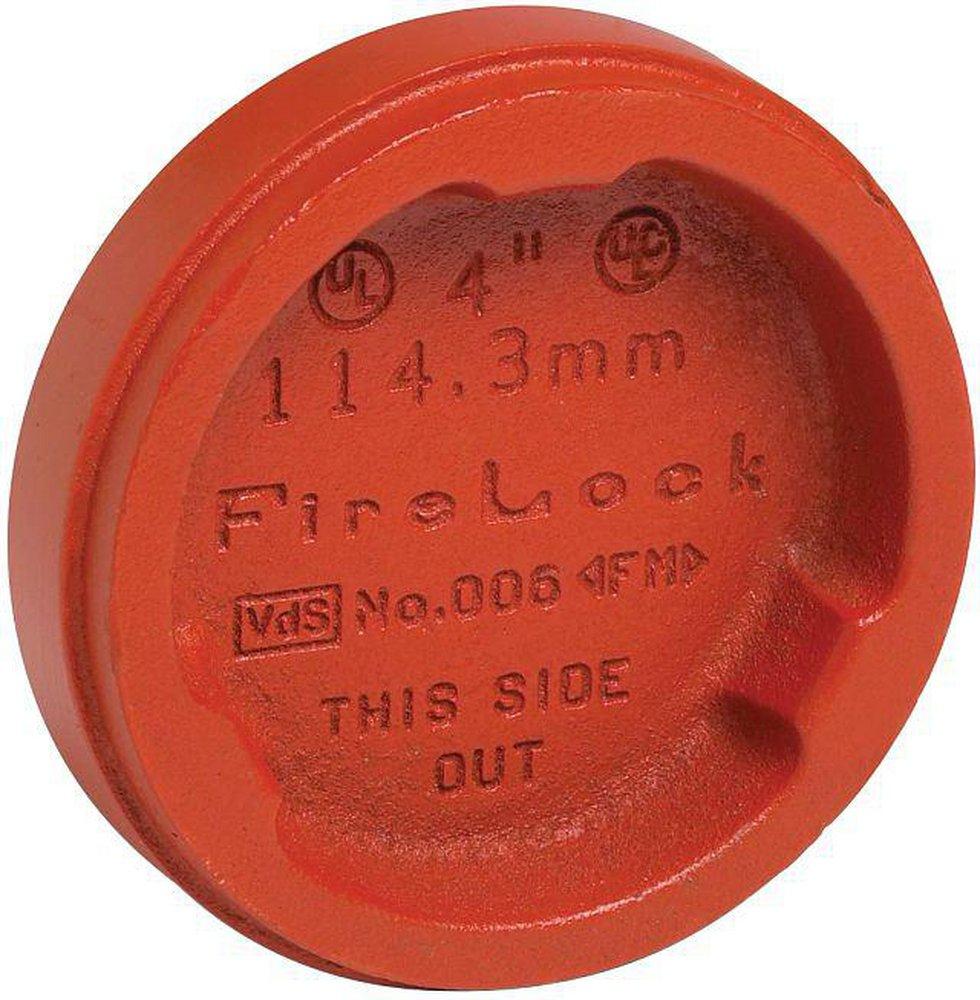 UL 4" ULC
114.3mm
FireLock
VdS No.006 FM
THIS SIDE
OUT